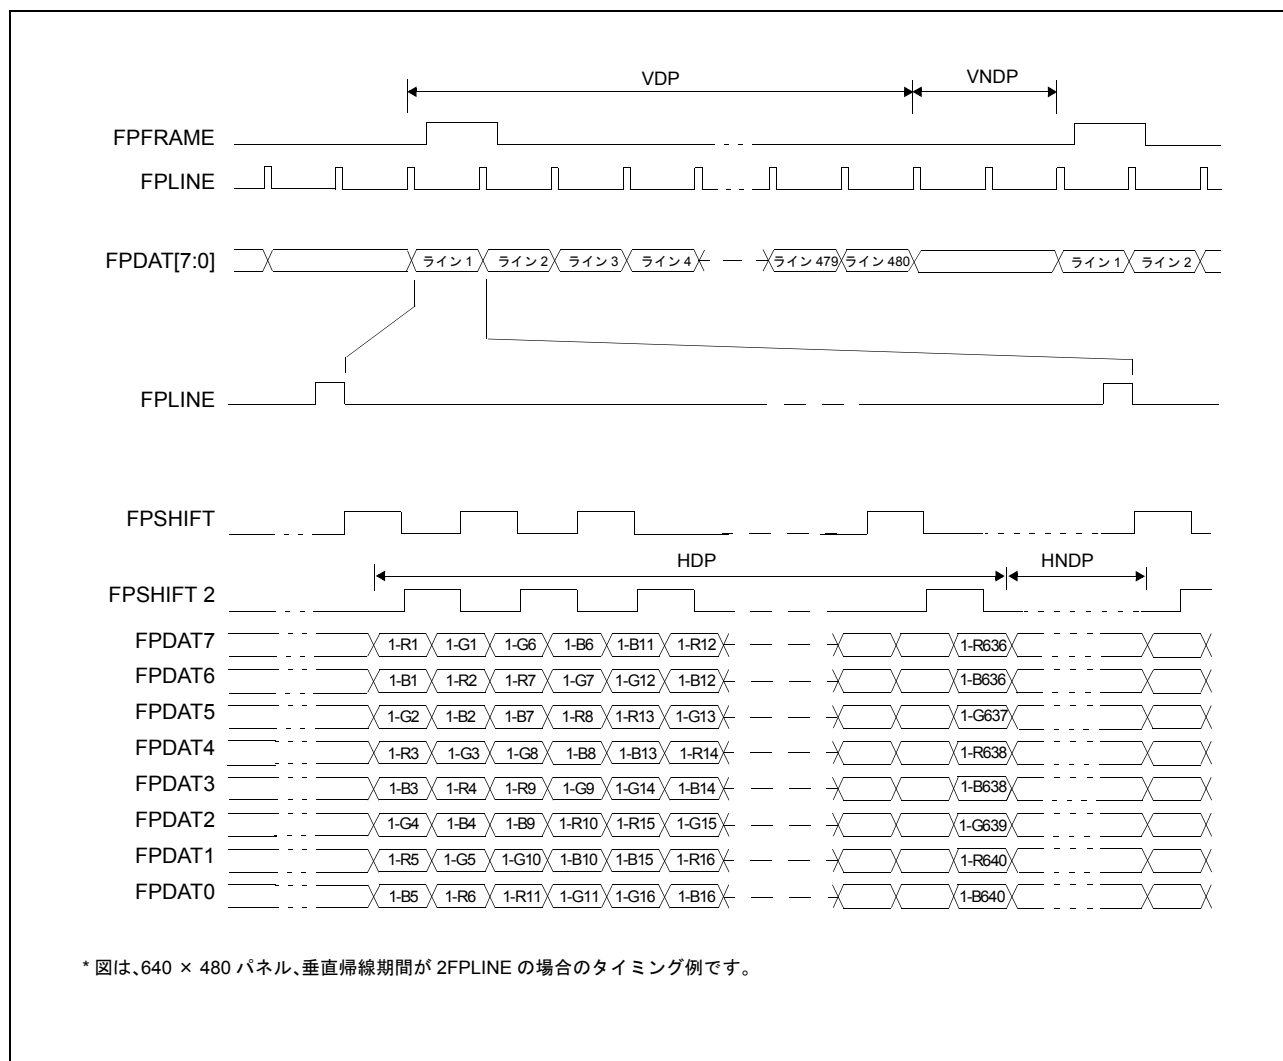 VDP VNDP
FPFRAME
FPLINE
FPDAT[7:0] ライン 1 ライン 2 ライン 3 ライン 4 ライン 479 ライン 480 ライン 1 ライン 2
FPLINE
FPSHIFT
HDP HNDP
FPSHIFT 2
FPDAT7 1-R1 1-G1 1-G6 1-B6 1-B11 1-R12 1-R636
FPDAT6 1-B1 1-R2 1-R7 1-G7 1-G12 1-B12 1-B636
FPDAT5 1-G2 1-B2 1-B7 1-R8 1-R13 1-G13 1-G637
FPDAT4 1-R3 1-G3 1-G8 1-B8 1-B13 1-R14 1-R638
FPDAT3 1-B3 1-R4 1-R9 1-G9 1-G14 1-B14 1-B638
FPDAT2 1-G4 1-B4 1-B9 1-R10 1-R15 1-G15 1-G639
FPDAT1 1-R5 1-G5 1-G10 1-B10 1-B15 1-R16 1-R640
FPDAT0 1-B5 1-R6 1-R11 1-G11 1-G16 1-B16 1-B640
* 図は、640 × 480 パネル、垂直帰線期間が 2FPLINE の場合のタイミング例です。